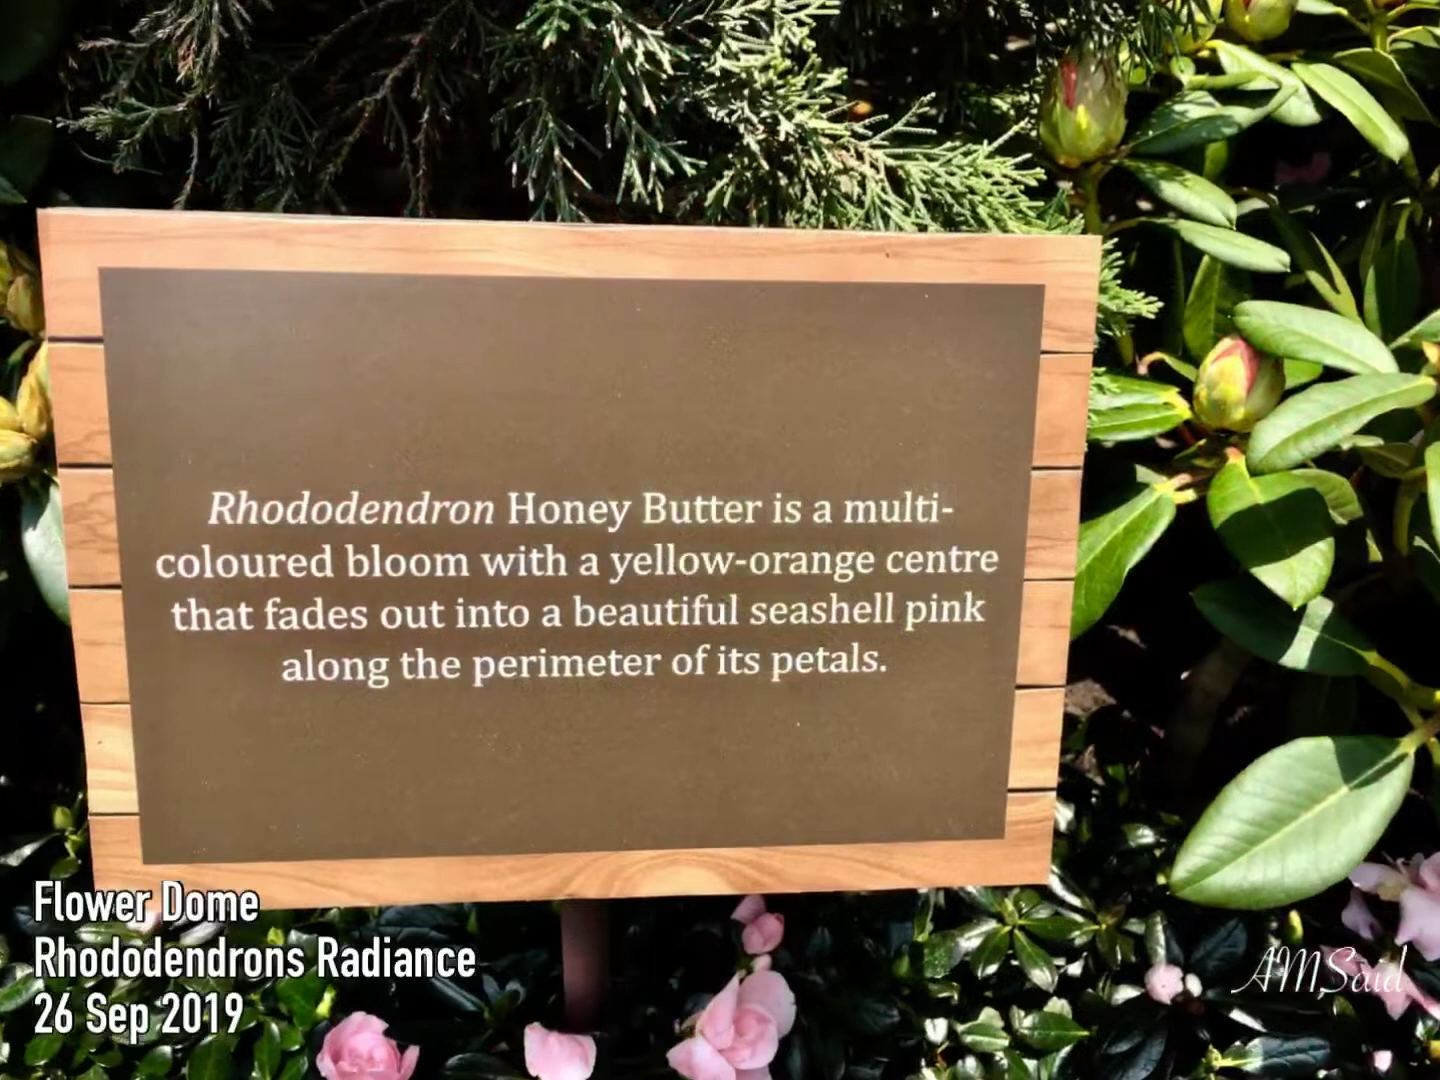 Rhododendron Honey Butter is a multi-
coloured bloom with a yellow-orange centre
that fades out into a beautiful seashell pink
along the perimeter of its petals.
Flower Dome
Rhododendrons Radiance
26 Sep 2019
AMSaid